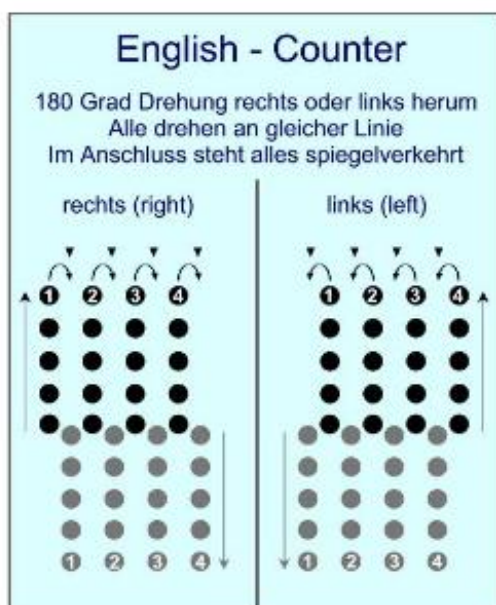 English - Counter
180 Grad Drehung rechts oder links herum
Alle drehen an gleicher Linie
Im Anschluss steht alles spiegelverkehrt
rechts (right)
1 2 3 4
1 2 3 4
links (left)
1 2 3 4
1 2 3 4